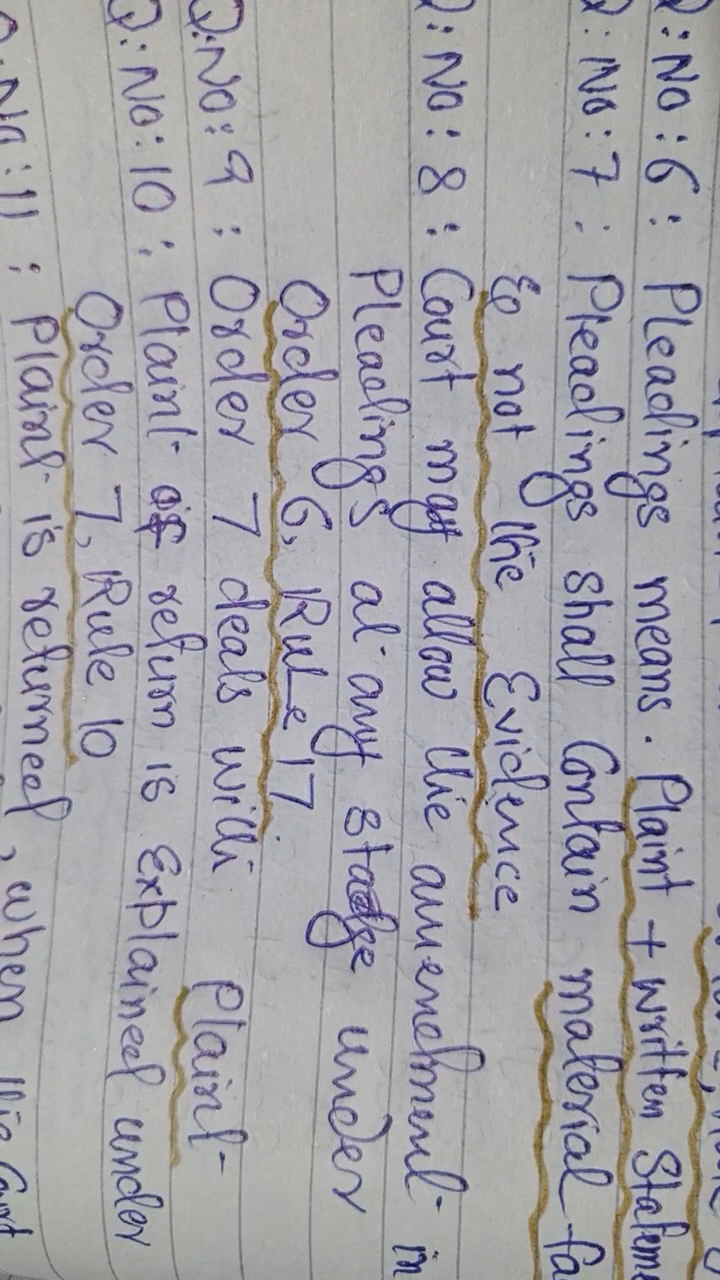 Q: No: 6: Pleadings means. Plaint + written Statem
Q: No: 7: Pleadings shall Contain material fa
& not the Evidence
Q: No: 8: Court may allow the amendment in
Pleadings at any stage under
Order 6, Rule 17.
Q: No: 9: Order 7 deals with Plaint
Q: No: 10: Plaint of return is Explained under
Order 7, Rule 10
Q: No: 11: Plaint is returned, when the Court